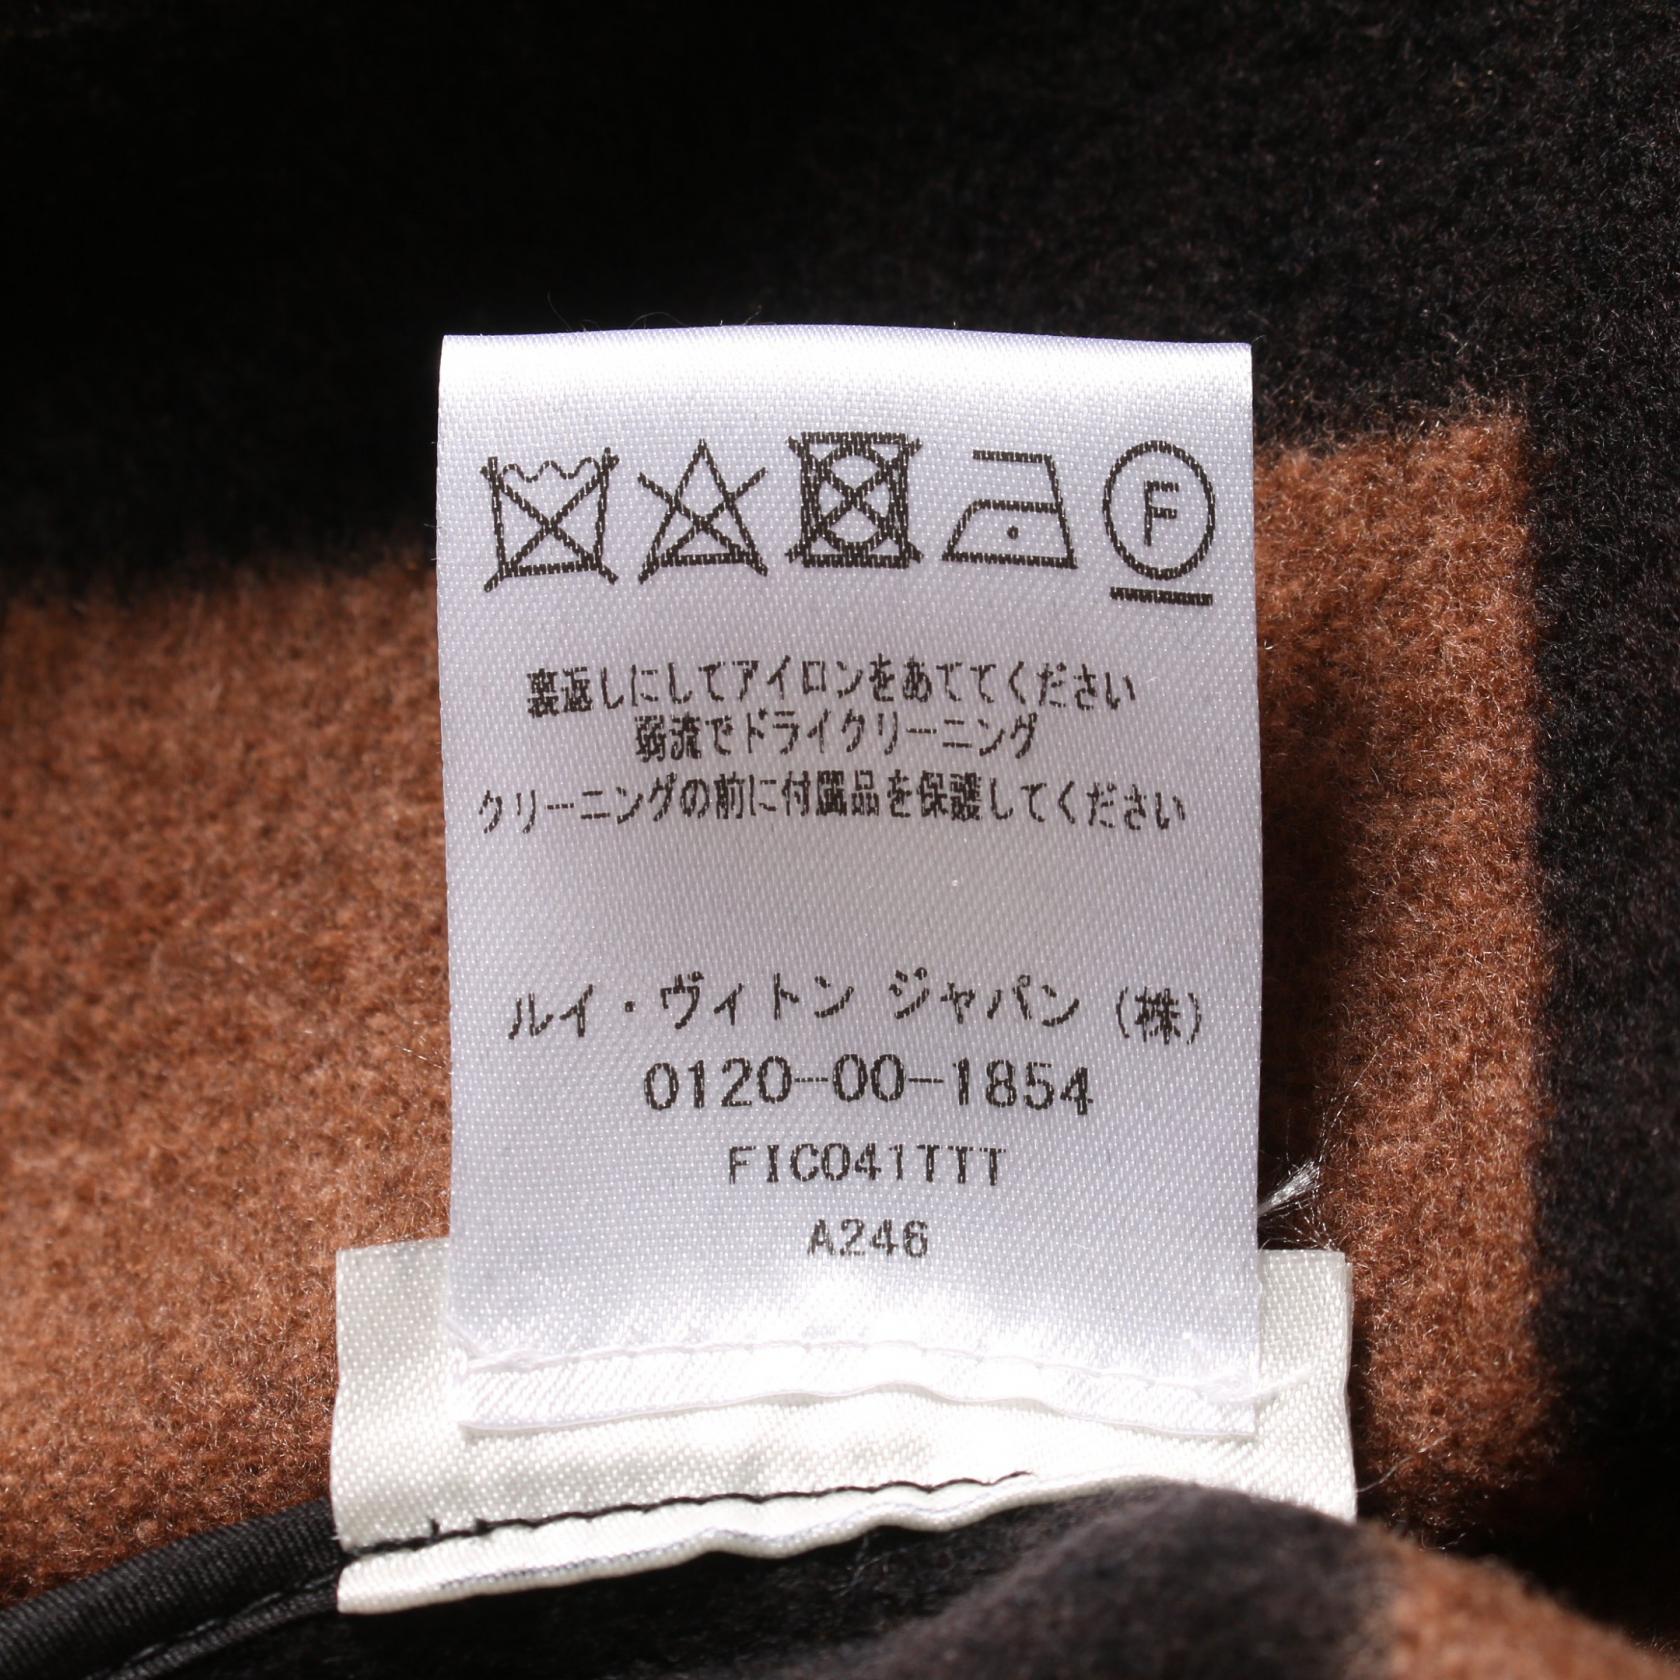 F
裏返しにしてアイロンをあててください
弱流でドライクリーニング
クリーニングの前に付属品を保護してください
ルイ・ヴィトン ジャパン (株)
0120-00-1854
FIC041TTT
A246